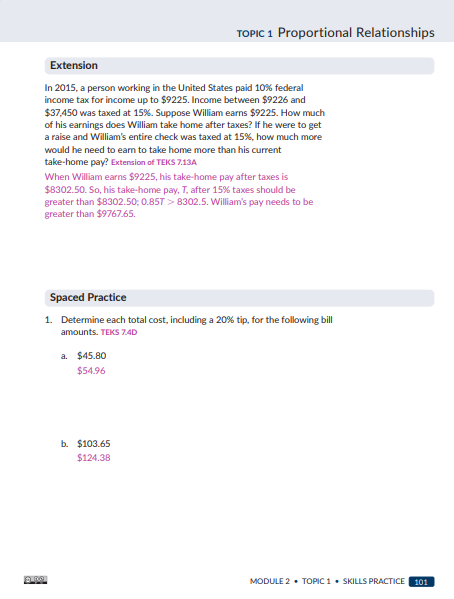 TOPIC 1 Proportional Relationships
Extension
In 2015, a person working in the United States paid 10% federal
income tax for income up to $9225. Income between $9226 and
$37,450 was taxed at 15%. Suppose William earns $9225. How much
of his earnings does William take home after taxes? If he were to get
a raise and William's entire check was taxed at 15%, how much more
would he need to earn to take home more than his current
take-home pay? Extension of TEKS 7.13A
When William earns $9225, his take-home pay after taxes is
$8302.50. So, his take-home pay, T, after 15% taxes should be
greater than $8302.50; 0.85T > 8302.5. William's pay needs to be
greater than $9767.65.
Spaced Practice
1. Determine each total cost, including a 20% tip, for the following bill
amounts. TEKS 7.4D
a. $45.80
$54.96
b. $103.65
$124.38
MODULE 2 • TOPIC 1 • SKILLS PRACTICE 101